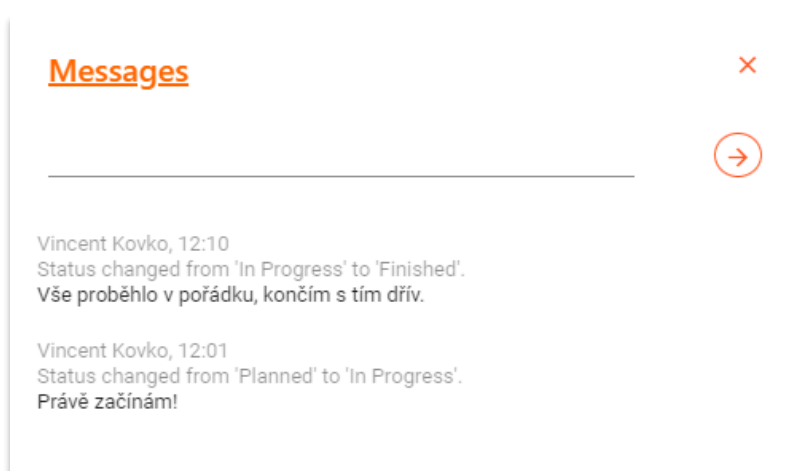 Messages
Vincent Kovko, 12:10
Status changed from 'In Progress' to 'Finished'.
Vše proběhlo v pořádku, končím s tím dřív.
Vincent Kovko, 12:01
Status changed from 'Planned' to 'In Progress'.
Právě začínám!